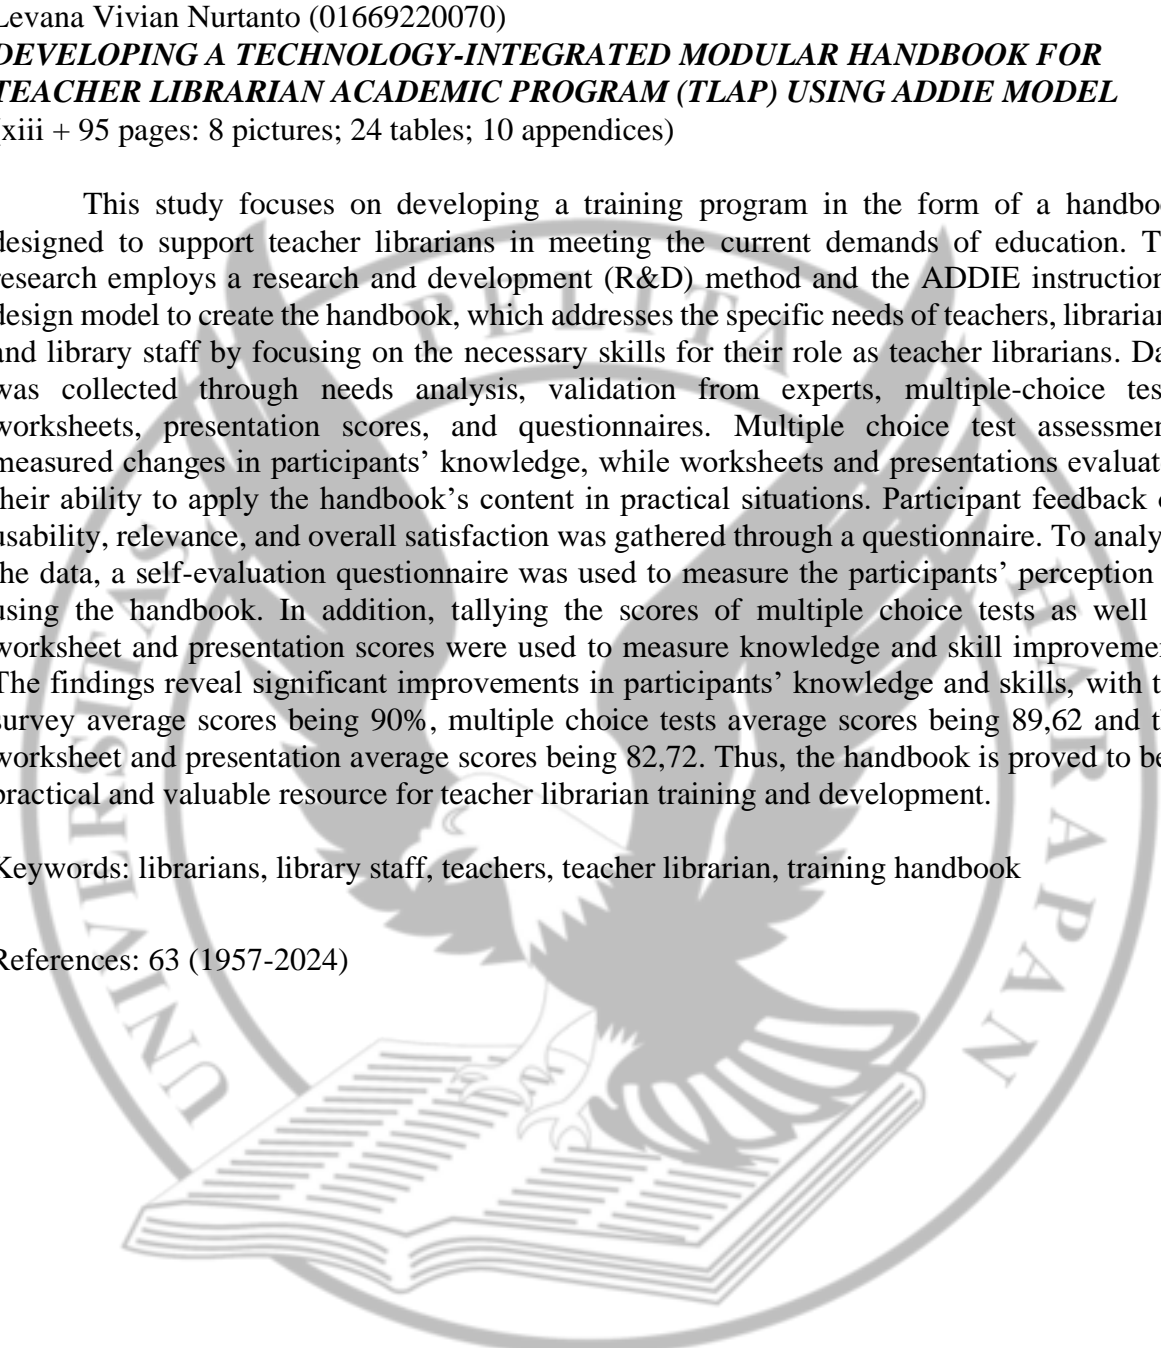 Levana Vivian Nurtanto (01669220070)
DEVELOPING A TECHNOLOGY-INTEGRATED MODULAR HANDBOOK FOR
TEACHER LIBRARIAN ACADEMIC PROGRAM (TLAP) USING ADDIE MODEL
(xiii + 95 pages: 8 pictures; 24 tables; 10 appendices)
This study focuses on developing a training program in the form of a handbo
designed to support teacher librarians in meeting the current demands of education. T
research employs a research and development (R&D) method and the ADDIE instruction
design model to create the handbook, which addresses the specific needs of teachers, librarian
and library staff by focusing on the necessary skills for their role as teacher librarians. Da
was collected through needs analysis, validation from experts, multiple-choice tes
worksheets, presentation scores, and questionnaires. Multiple choice test assessmen
measured changes in participants’ knowledge, while worksheets and presentations evaluat
their ability to apply the handbook’s content in practical situations. Participant feedback o
usability, relevance, and overall satisfaction was gathered through a questionnaire. To analy
the data, a self-evaluation questionnaire was used to measure the participants’ perception
using the handbook. In addition, tallying the scores of multiple choice tests as well
worksheet and presentation scores were used to measure knowledge and skill improvemen
The findings reveal significant improvements in participants’ knowledge and skills, with t
survey average scores being 90%, multiple choice tests average scores being 89,62 and th
worksheet and presentation average scores being 82,72. Thus, the handbook is proved to be
practical and valuable resource for teacher librarian training and development.
Keywords: librarians, library staff, teachers, teacher librarian, training handbook
References: 63 (1957-2024)
UNIVERSITAS
PELITA
HARAPAN